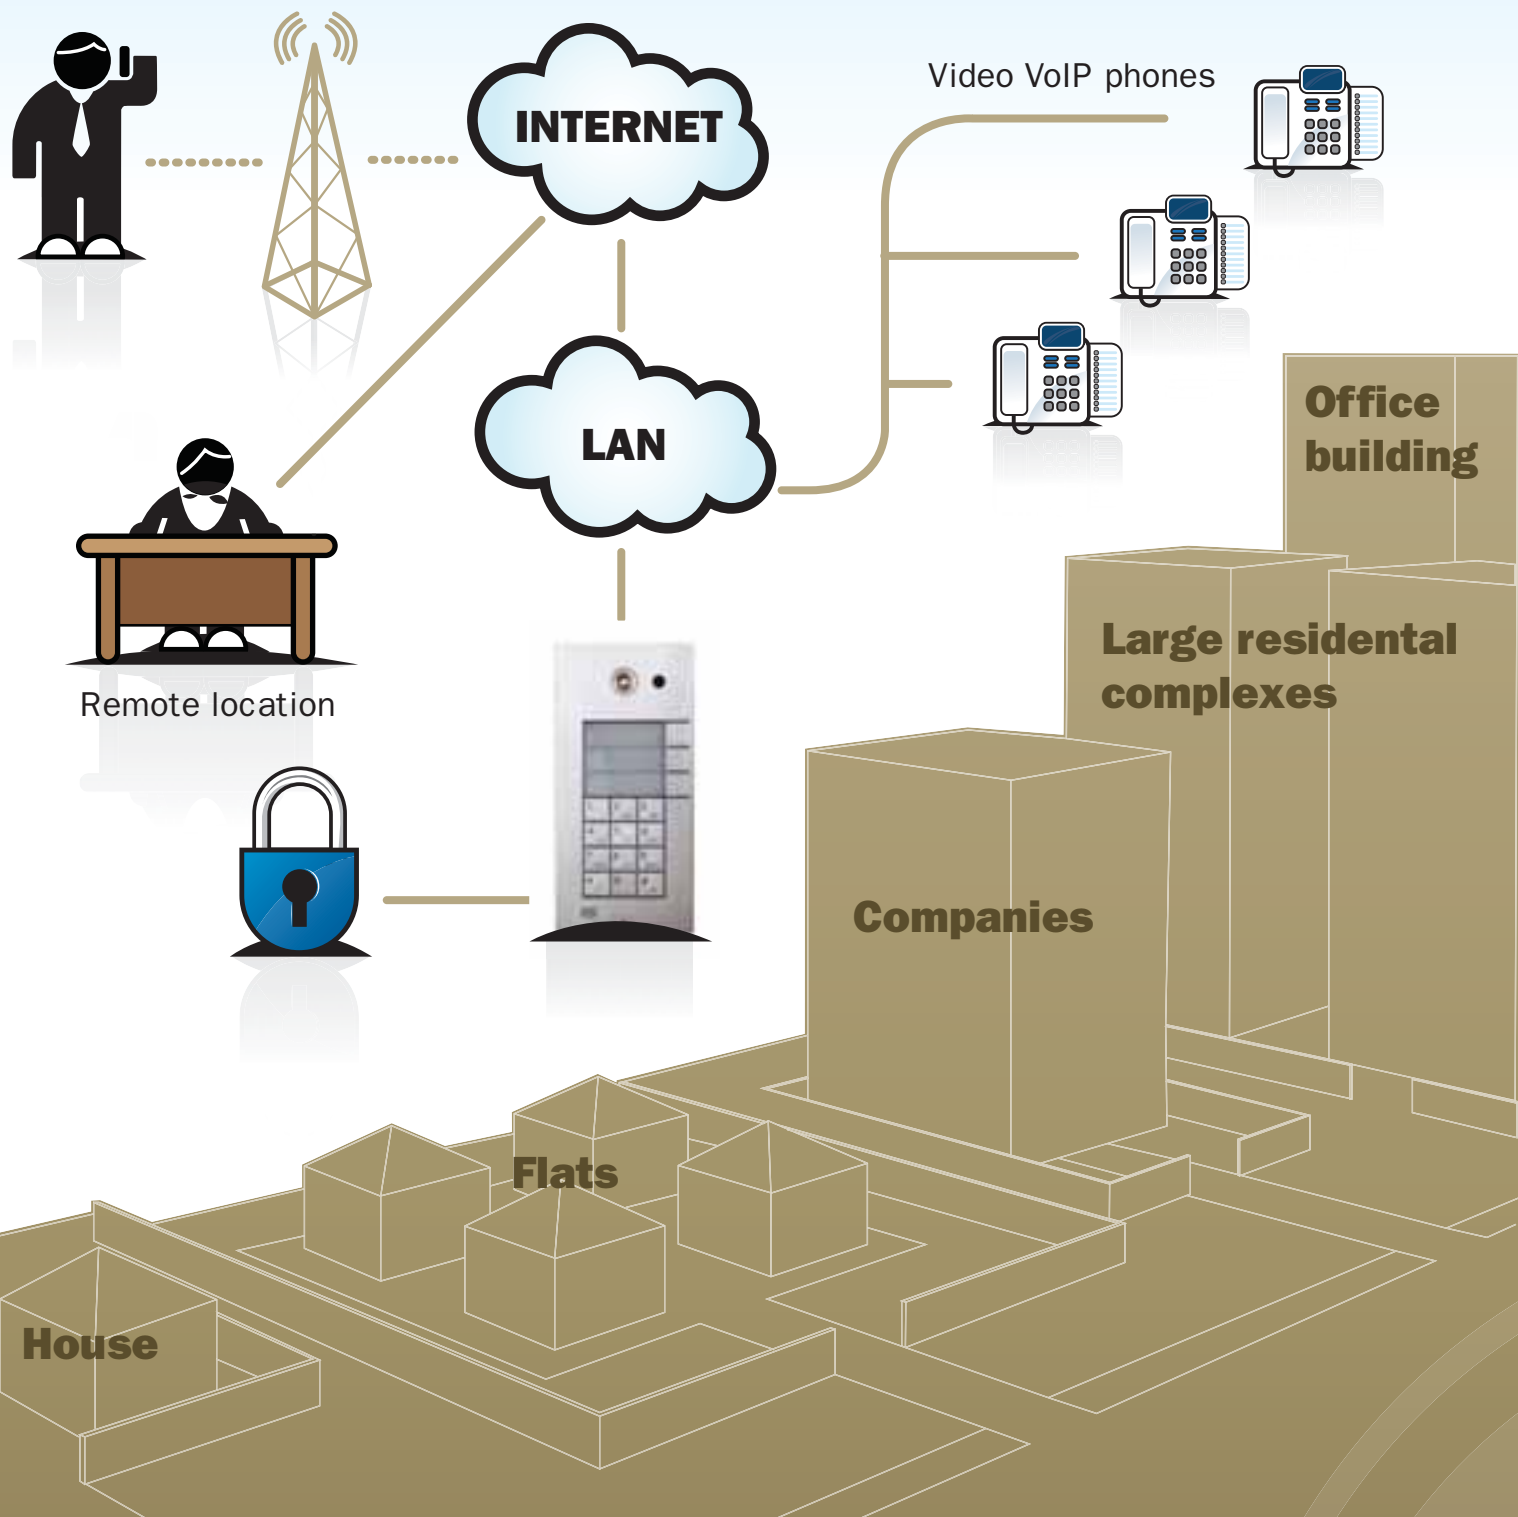 INTERNET
Video VoIP phones
LAN
Office
building
Large residental
complexes
Remote location
Companies
Flats
House